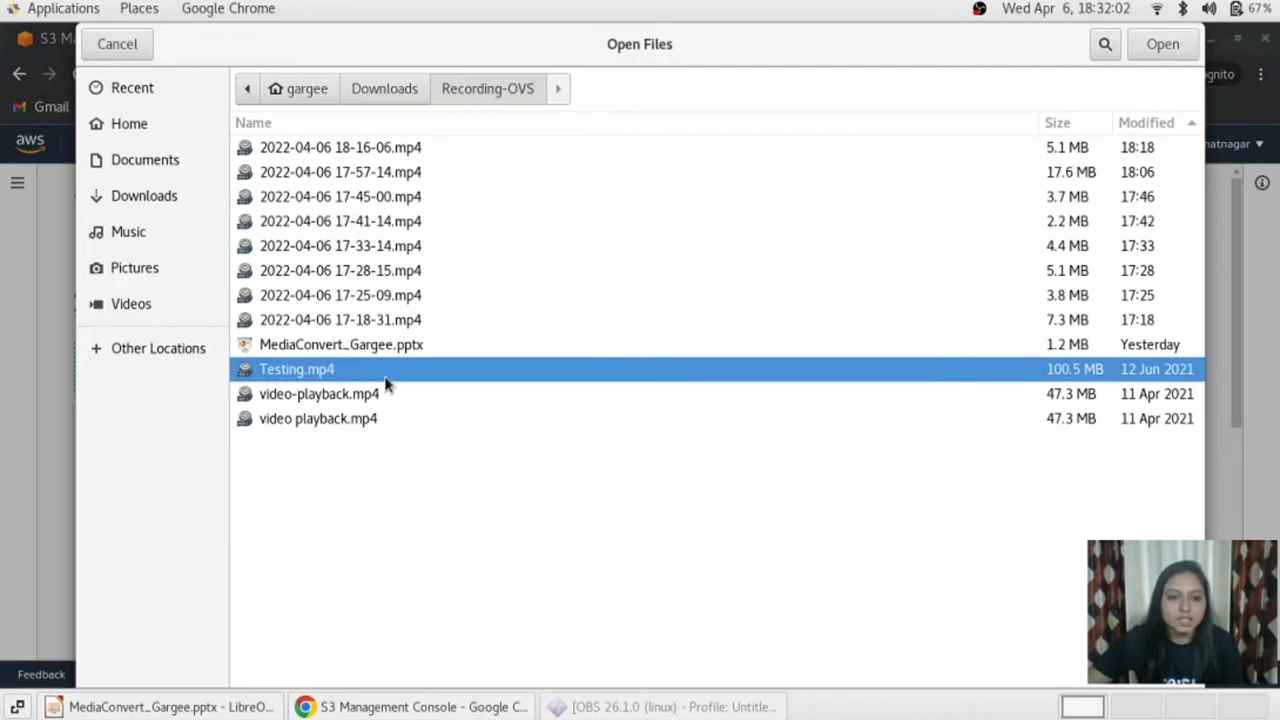 Applications Places Google Chrome Wed Apr 6, 18:32:02 67%
Cancel Open Files Open
S3 Ma
Recent gargee Downloads Recording-OVS
gnito
Gmail
Home Name Size Modified
aws hatnagar
2022-04-06 18-16-06.mp4 5.1 MB 18:18
Documents 2022-04-06 17-57-14.mp4 17.6 MB 18:06
Downloads 2022-04-06 17-45-00.mp4 3.7 MB 17:46
2022-04-06 17-41-14.mp4 2.2 MB 17:42
Music
2022-04-06 17-33-14.mp4 4.4 MB 17:33
Pictures 2022-04-06 17-28-15.mp4 5.1 MB 17:28
Videos 2022-04-06 17-25-09.mp4 3.8 MB 17:25
2022-04-06 17-18-31.mp4 7.3 MB 17:18
Other Locations MediaConvert_Gargee.pptx 1.2 MB Yesterday
Testing.mp4 100.5 MB 12 Jun 2021
video-playback.mp4 47.3 MB 11 Apr 2021
video playback.mp4 47.3 MB 11 Apr 2021
Feedback
MediaConvert_Gargee.pptx - LibreO... S3 Management Console - Google C... [OBS 26.1.0 (linux) - Profile: Untitle...